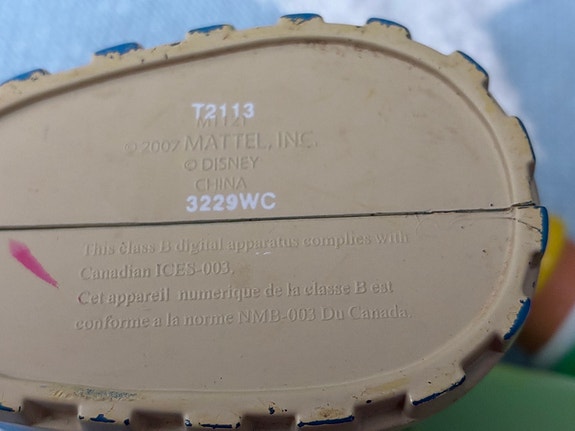 T2113
M1121
© 2007 MATTEL, INC.
© DISNEY
CHINA
3229WC
This class B digital apparatus complies with
Canadian ICES-003.
Cet appareil numerique de la classe B est
conforme a la norme NMB-003 Du Canada.